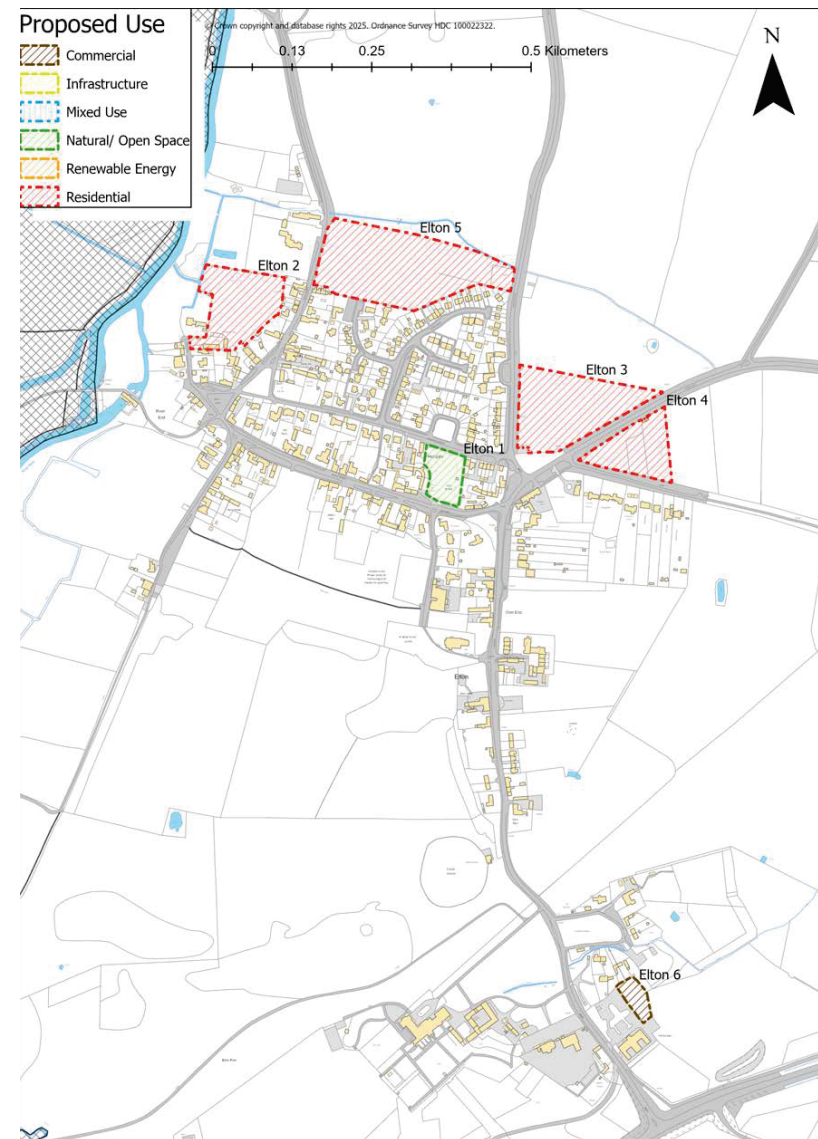 Proposed Use
Commercial
Infrastructure
Mixed Use
Natural/ Open Space
Renewable Energy
Residential
© Crown copyright and database rights 2025. Ordnance Survey HDC 100022322.
0 0.13 0.25 0.5 Kilometers
N
Elton 5
Elton 2
Elton 3
Elton 4
Elton 1
Elton
Elton 6